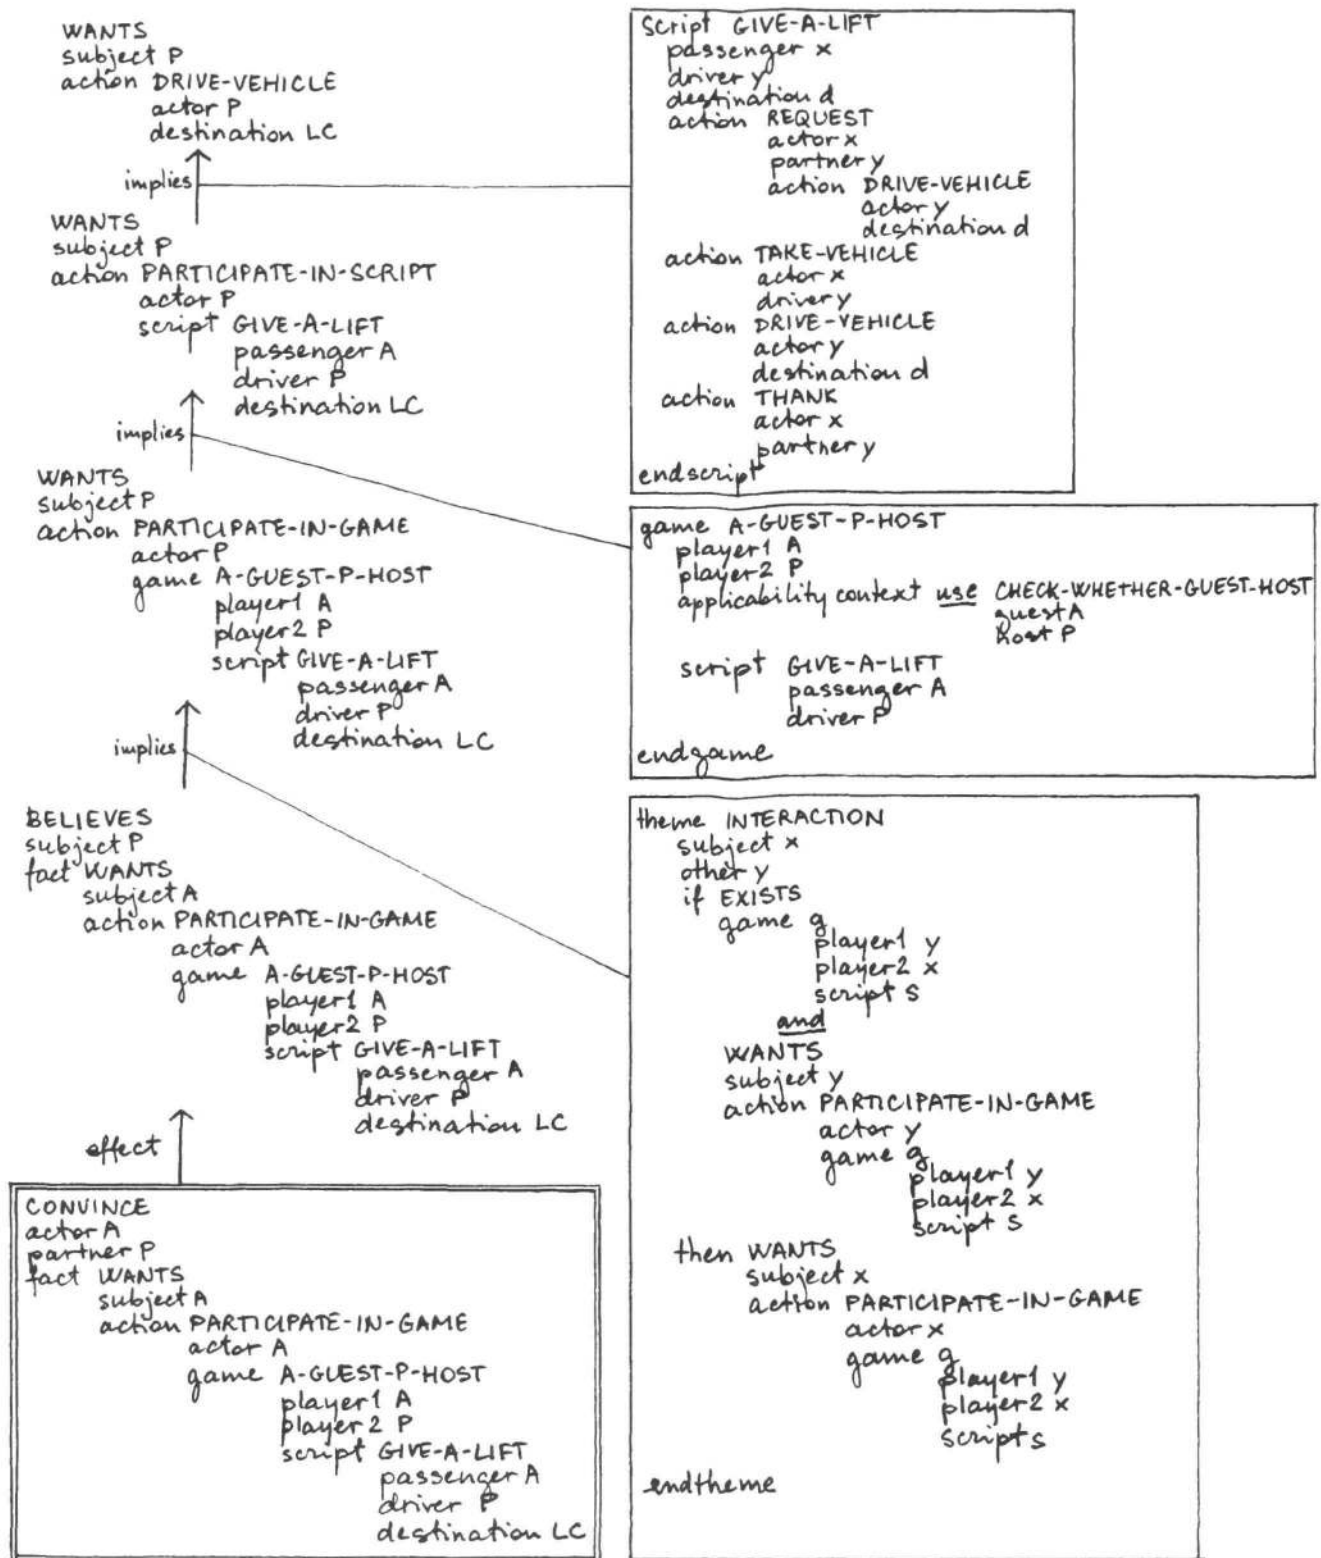 WANTS
subject P
action DRIVE-VEHICLE
actor P
destination LC
implies
WANTS
subject P
action PARTICIPATE-IN-SCRIPT
actor P
script GIVE-A-LIFT
passenger A
driver P
destination LC
implies
WANTS
subject P
action PARTICIPATE-IN-GAME
actor P
game A-GUEST-P-HOST
player1 A
player2 P
script GIVE-A-LIFT
passenger A
driver P
destination LC
implies
BELIEVES
subject P
fact WANTS
subject A
action PARTICIPATE-IN-GAME
actor A
game A-GUEST-P-HOST
player1 A
player2 P
script GIVE-A-LIFT
passenger A
driver P
destination LC
effect
CONVINCE
actor A
partner P
fact WANTS
subject A
action PARTICIPATE-IN-GAME
actor A
game A-GUEST-P-HOST
player1 A
player2 P
script GIVE-A-LIFT
passenger A
driver P
destination LC
script GIVE-A-LIFT
passenger x
driver y
destination d
action REQUEST
actor x
partner y
action DRIVE-VEHICLE
actor y
destination d
action TAKE-VEHICLE
actor x
driver y
action DRIVE-VEHICLE
actor y
destination d
action THANK
actor x
partner y
endscript
game A-GUEST-P-HOST
player1 A
player2 P
applicability context use CHECK-WHETHER-GUEST-HOST
guest A
host P
script GIVE-A-LIFT
passenger A
driver P
endgame
theme INTERACTION
subject x
other y
if EXISTS
game g
player1 y
player2 x
script s
and
WANTS
subject y
action PARTICIPATE-IN-GAME
actor y
game g
player1 y
player2 x
script s
then WANTS
subject x
action PARTICIPATE-IN-GAME
actor x
game g
player1 y
player2 x
script s
endtheme